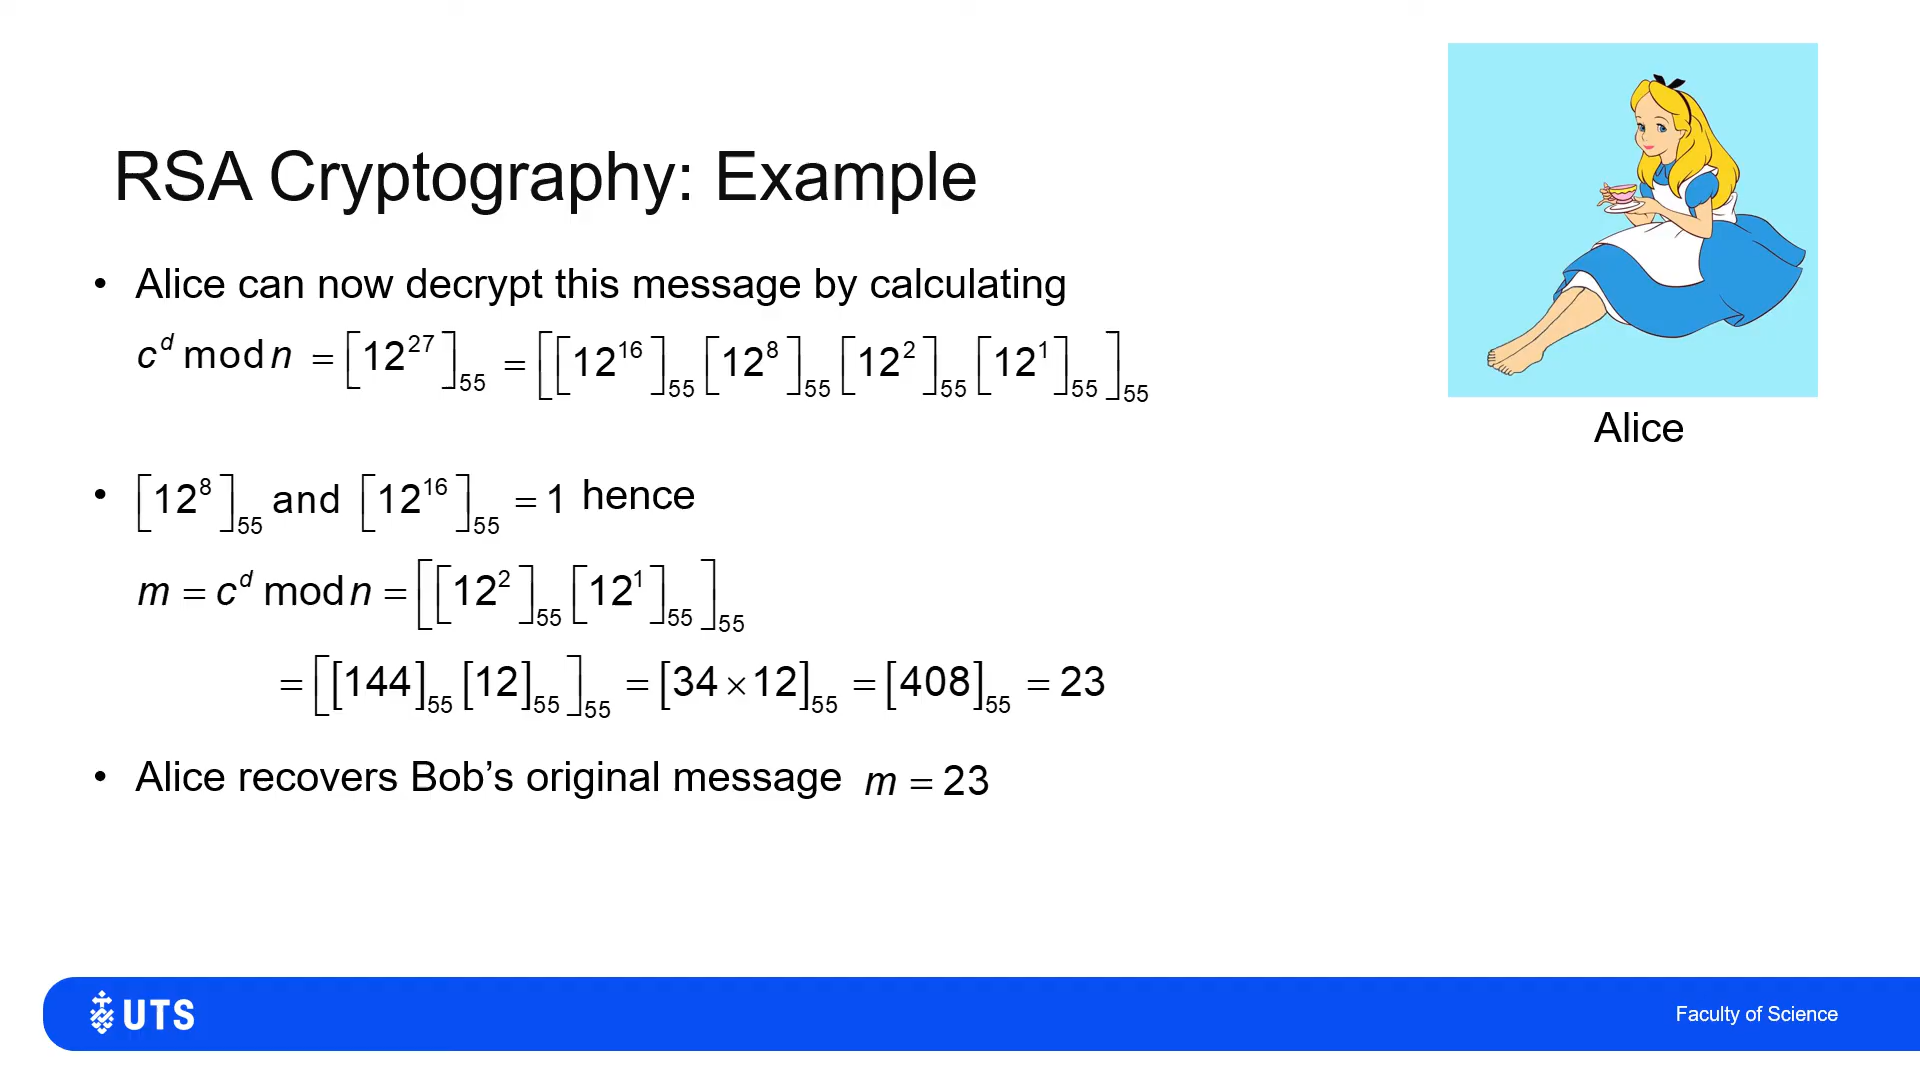 RSA Cryptography: Example
• Alice can now decrypt this message by calculating
c^d mod n = [12^27]_55 = [[12^16]_55 [12^8]_55 [12^2]_55 [12^1]_55]_55
• [12^8]_55 and [12^16]_55 = 1 hence
m = c^d mod n = [[12^2]_55 [12^1]_55]_55
= [[144]_55 [12]_55]_55 = [34 × 12]_55 = [408]_55 = 23
• Alice recovers Bob’s original message m = 23
Alice
UTS
Faculty of Science